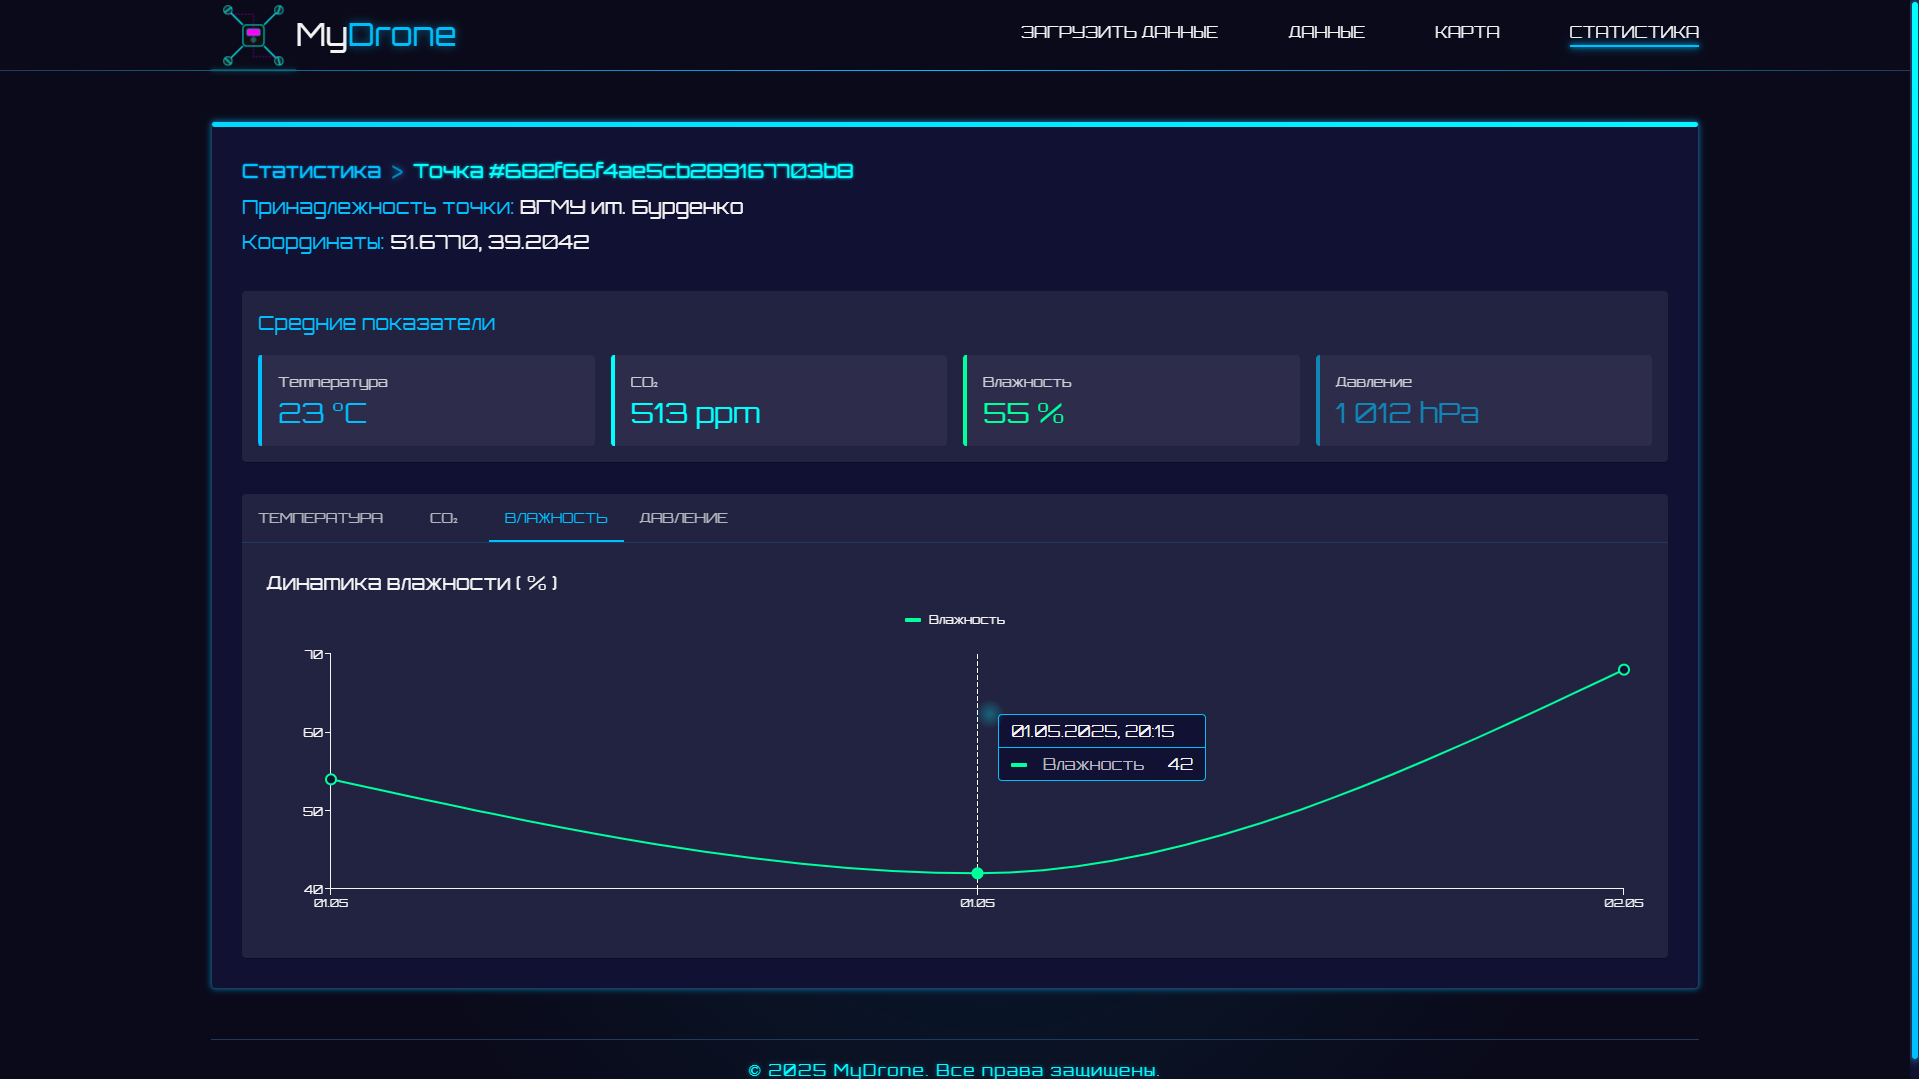 MyDrone
ЗАГРУЗИТЬ ДАННЫЕ
ДАННЫЕ
КАРТА
СТАТИСТИКА
Статистика > Точка #682f66f4ae5cb289167703b8
Принадлежность точки: ВГМУ им. Бурденко
Координаты: 51.6770, 39.2042
Средние показатели
Температура
23 °C
CO₂
513 ppm
Влажность
55 %
Давление
1 012 hPa
ТЕМПЕРАТУРА
CO₂
ВЛАЖНОСТЬ
ДАВЛЕНИЕ
Динамика влажности ( % )
Влажность
70
60
50
40
01.05.2025, 20:15
Влажность 42
01.05
01.05
02.05
© 2025 MyDrone. Все права защищены.